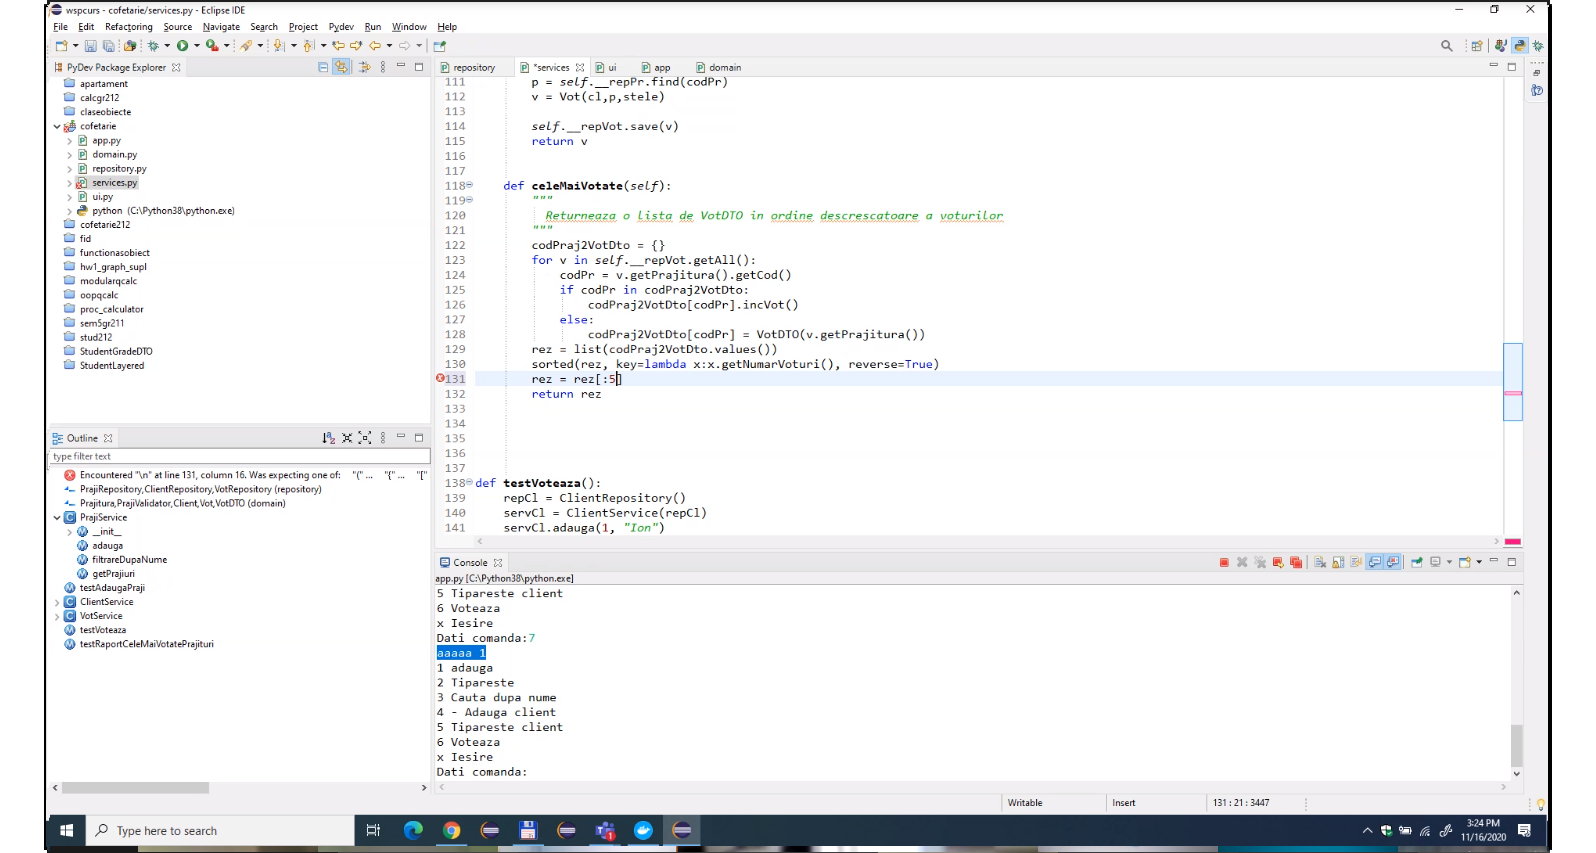 wspcurs - cofetarie/services.py - Eclipse IDE
File Edit Refactoring Source Navigate Search Project Pydev Run Window Help
PyDev Package Explorer
apartament
calcgr212
claseobiecte
cofetarie
app.py
domain.py
repository.py
services.py
ui.py
python (C:\Python38\python.exe)
cofetarie212
fid
functionasobiect
hw1_graph_supl
modularqcalc
oopqcalc
proc_calculator
sem5gr211
stud212
StudentGradeDTO
StudentLayered
Outline
type filter text
Encountered "\n" at line 131, column 16. Was expecting one of: "(" ... "{" ... "["
PrajiRepository,ClientRepository,VotRepository (repository)
Prajitura,PrajiValidator,Client,Vot,VotDTO (domain)
PrajiService
__init__
adauga
filtrareDupaNume
getPrajiuri
testAdaugaPraji
ClientService
VotService
testVoteaza
testRaportCeleMaiVotatePrajituri
repository *services ui app domain
111 p = self.__repPr.find(codPr)
112 v = Vot(cl,p,stele)
113
114 self.__repVot.save(v)
115 return v
116
117
118 def celeMaiVotate(self):
119 """
120 Returneaza o lista de VotDTO in ordine descrescatoare a voturilor
121 """
122 codPraj2VotDto = {}
123 for v in self.__repVot.getAll():
124 codPr = v.getPrajitura().getCod()
125 if codPr in codPraj2VotDto:
126 codPraj2VotDto[codPr].incVot()
127 else:
128 codPraj2VotDto[codPr] = VotDTO(v.getPrajitura())
129 rez = list(codPraj2VotDto.values())
130 sorted(rez, key=lambda x:x.getNumarVoturi(), reverse=True)
131 rez = rez[:5]
132 return rez
133
134
135
136
137
138 def testVoteaza():
139 repCl = ClientRepository()
140 servCl = ClientService(repCl)
141 servCl.adauga(1, "Ion")
Console
app.py [C:\Python38\python.exe]
5 Tipareste client
6 Voteaza
x Iesire
Dati comanda:7
aaaaa 1
1 adauga
2 Tipareste
3 Cauta dupa nume
4 - Adauga client
5 Tipareste client
6 Voteaza
x Iesire
Dati comanda:
Writable Insert 131 : 21 : 3447
Type here to search
3:24 PM
11/16/2020